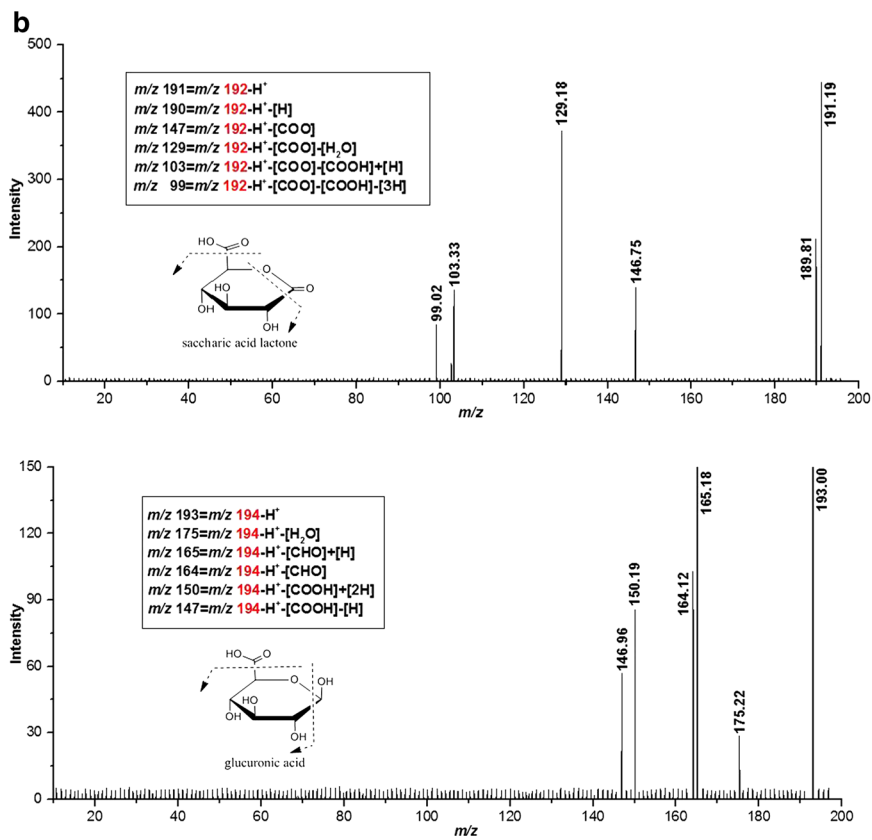 b
500
400
300
200
100
0
Intensity
m/z 191=m/z 192-H⁺
m/z 190=m/z 192-H⁺-[H]
m/z 147=m/z 192-H⁺-[COO]
m/z 129=m/z 192-H⁺-[COO]-[H₂O]
m/z 103=m/z 192-H⁺-[COO]-[COOH]+[H]
m/z 99=m/z 192-H⁺-[COO]-[COOH]-[3H]
HO
O
O
HO
HO
O
OH
OH
saccharic acid lactone
99.02
103.33
129.18
146.75
189.81
191.19
20 40 60 80 100 120 140 160 180 200
m/z
150
120
90
60
30
0
Intensity
m/z 193=m/z 194-H⁺
m/z 175=m/z 194-H⁺-[H₂O]
m/z 165=m/z 194-H⁺-[CHO]+[H]
m/z 164=m/z 194-H⁺-[CHO]
m/z 150=m/z 194-H⁺-[COOH]+[2H]
m/z 147=m/z 194-H⁺-[COOH]-[H]
HO
O
O
OH
HO
HO
OH
OH
glucuronic acid
146.96
150.19
164.12
165.18
175.22
193.00
20 40 60 80 100 120 140 160 180 200
m/z